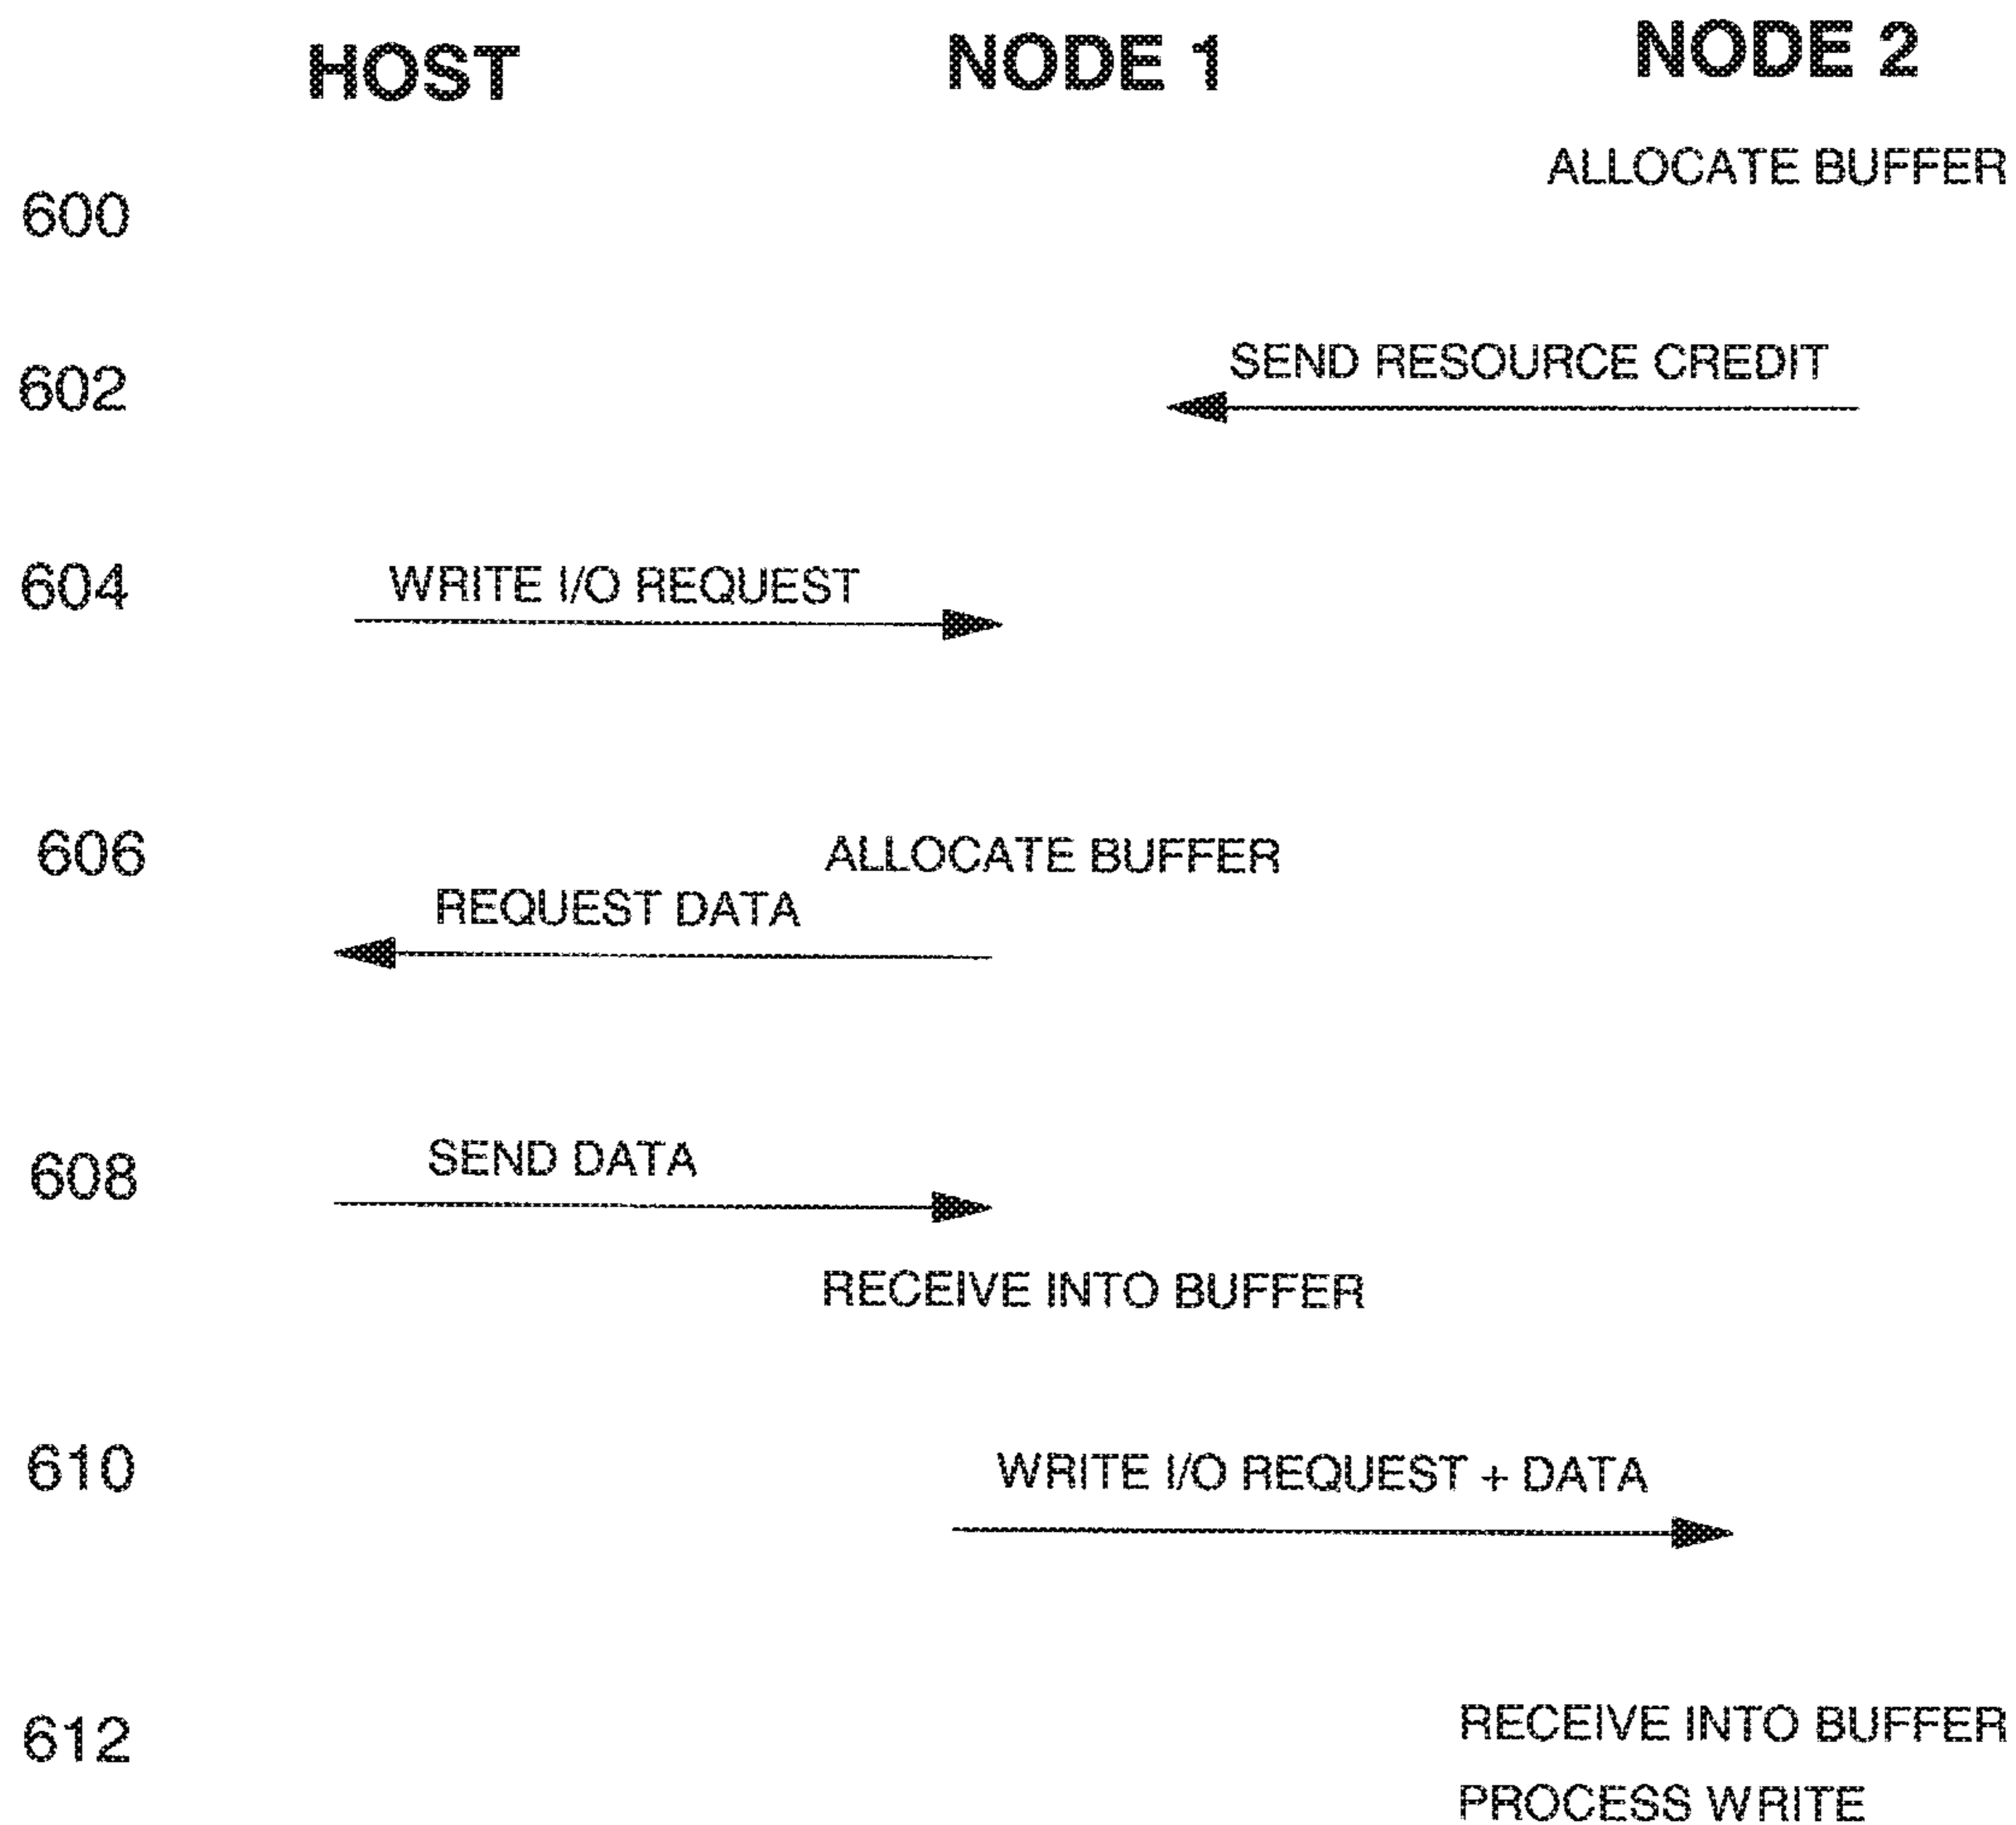 HOST NODE 1 NODE 2
ALLOCATE BUFFER
600
SEND RESOURCE CREDIT
602
WRITE I/O REQUEST
604
606 ALLOCATE BUFFER
REQUEST DATA
SEND DATA
608
RECEIVE INTO BUFFER
610 WRITE I/O REQUEST + DATA
RECEIVE INTO BUFFER
612
PROCESS WRITE